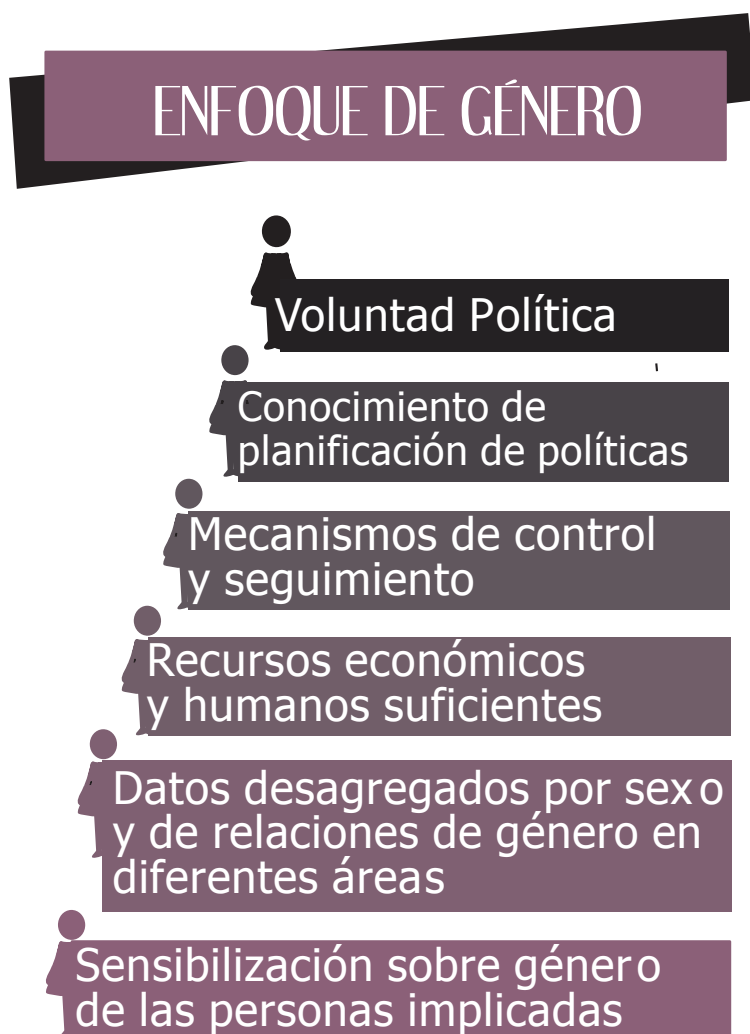 ENFOQUE DE GÉNERO
Voluntad Política
Conocimiento de
planificación de políticas
Mecanismos de control
y seguimiento
Recursos económicos
y humanos suficientes
Datos desagregados por sexo
y de relaciones de género en
diferentes áreas
Sensibilización sobre género
de las personas implicadas